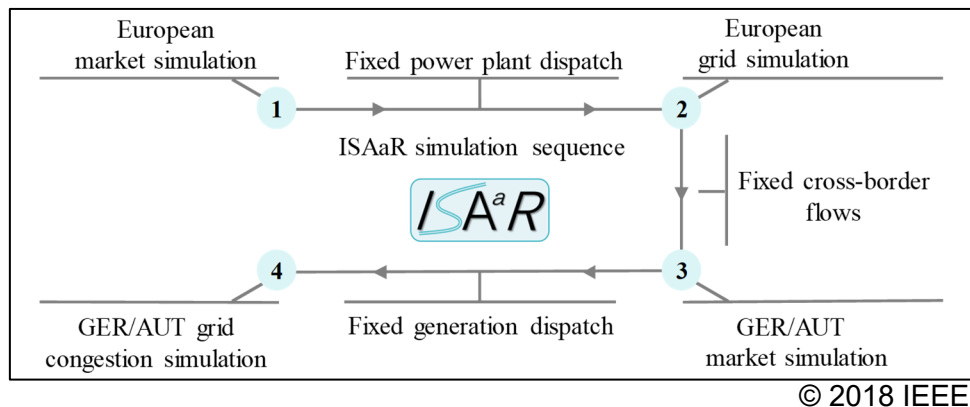 European
market simulation
Fixed power plant dispatch
European
grid simulation
1
2
ISAaR simulation sequence
Fixed cross-border
flows
ISAaR
4
3
GER/AUT grid
congestion simulation
Fixed generation dispatch
GER/AUT
market simulation
© 2018 IEEE